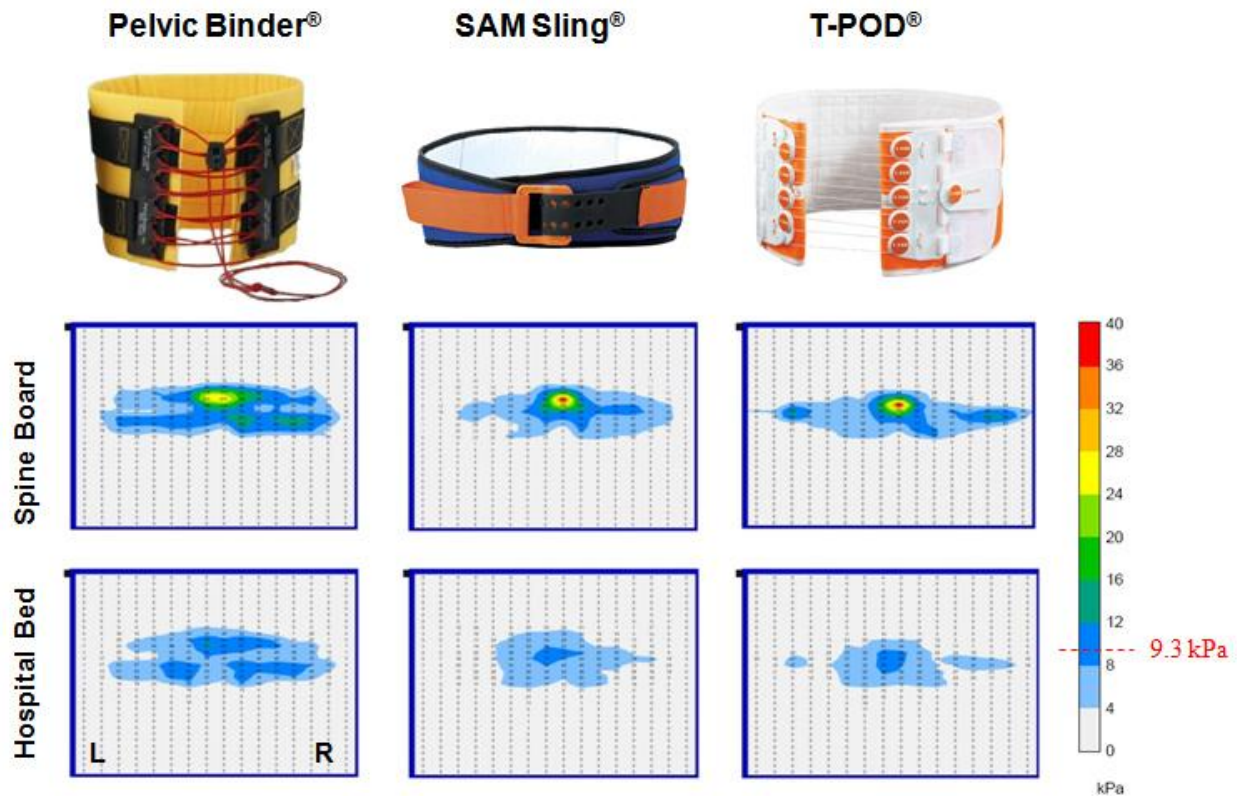 Pelvic Binder®
SAM Sling®
T-POD®
Spine Board
40
36
32
28
24
20
16
12
8
4
0
kPa
9.3 kPa
Hospital Bed
L
R